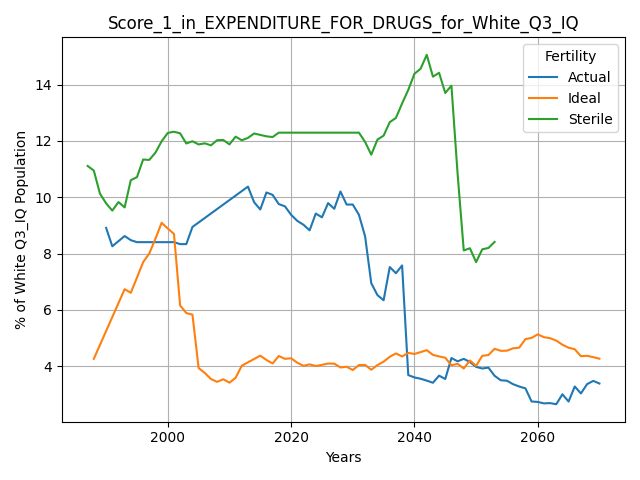 Score_1_in_EXPENDITURE_FOR_DRUGS_for_White_Q3_IQ
Fertility
Actual
Ideal
Sterile
% of White Q3_IQ Population
14
12
10
8
6
4
2000
2020
2040
2060
Years